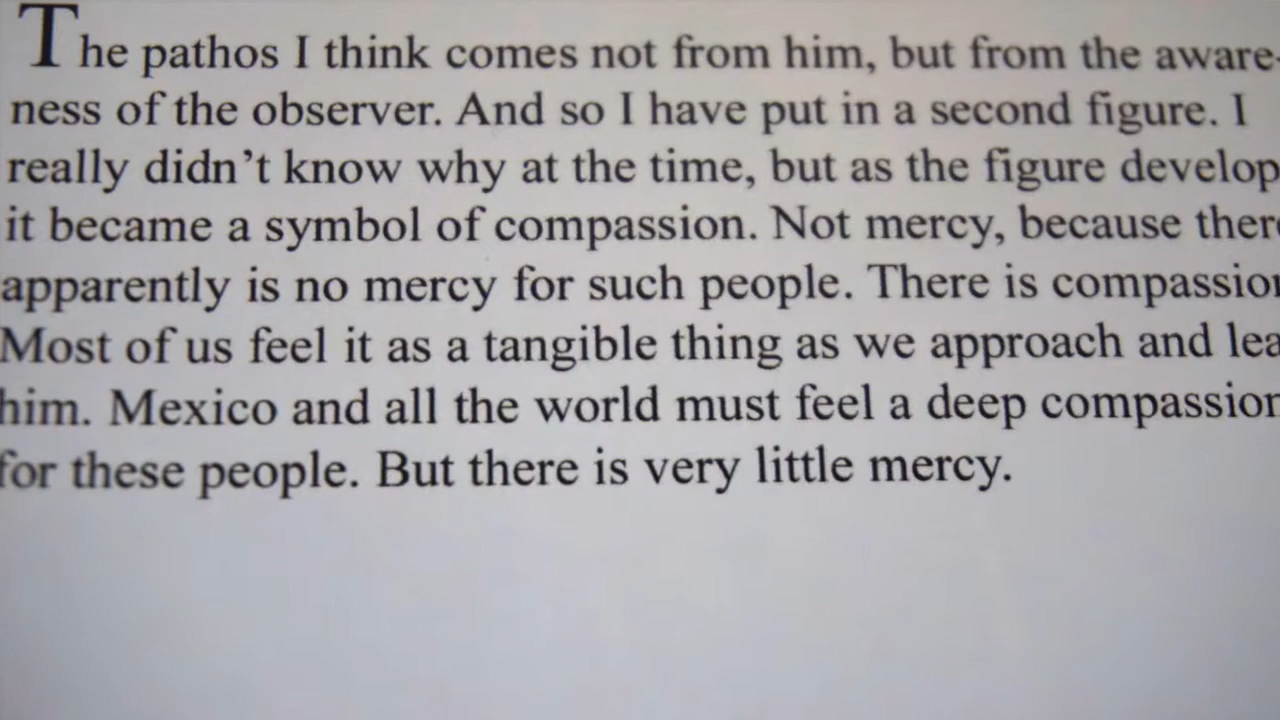 The pathos I think comes not from him, but from the aware-
ness of the observer. And so I have put in a second figure. I
really didn’t know why at the time, but as the figure develop
it became a symbol of compassion. Not mercy, because there
apparently is no mercy for such people. There is compassion
Most of us feel it as a tangible thing as we approach and lea
him. Mexico and all the world must feel a deep compassion
for these people. But there is very little mercy.